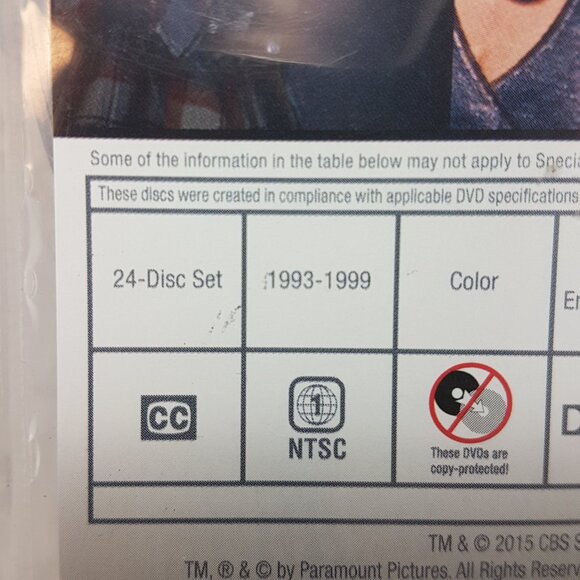 Some of the information in the table below may not apply to Specia
These discs were created in compliance with applicable DVD specifications
24-Disc Set
1993-1999
Color
En
CC
1
NTSC
These DVDs are
copy-protected!
D
TM & © 2015 CBS S
TM, ® & © by Paramount Pictures. All Rights Reserv